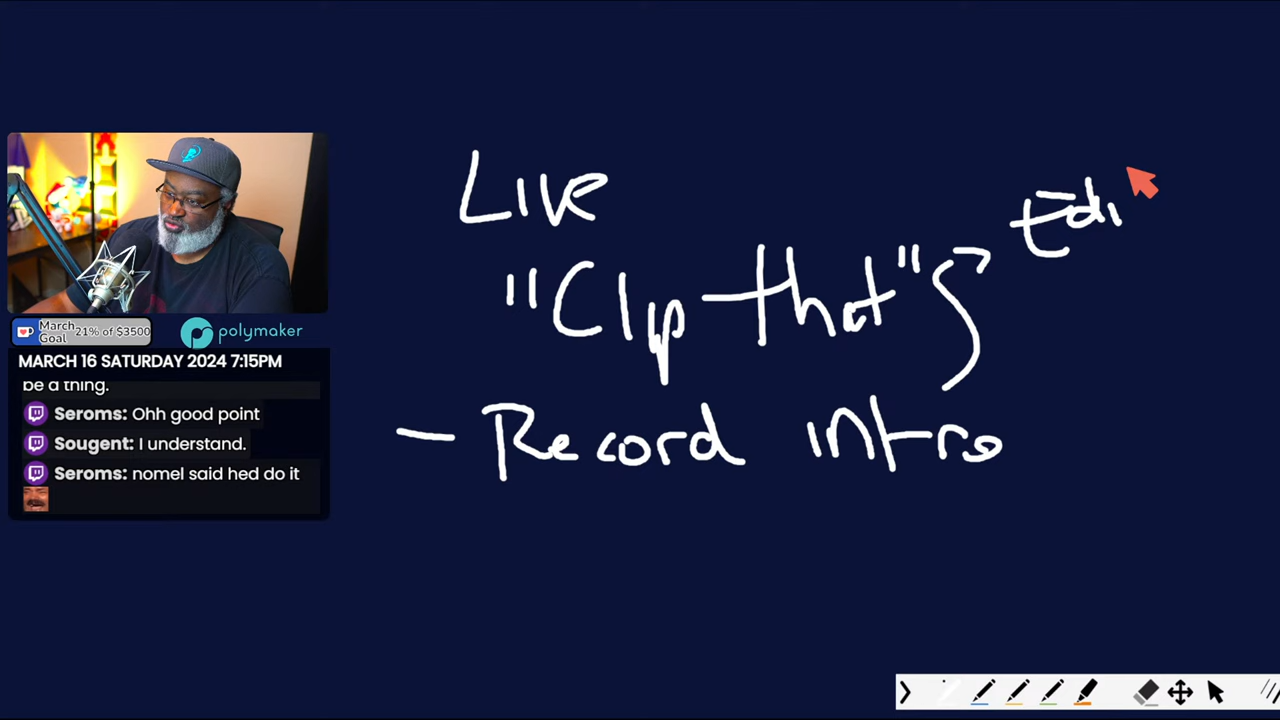 Live
Edi
"Clip that"
- Record intro
March
Goal
21% of $3500
polymaker
MARCH 16 SATURDAY 2024 7:15PM
be a thing.
Seroms: Ohh good point
Sougent: I understand.
Seroms: nomel said hed do it